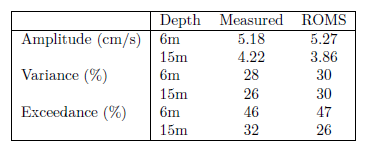 Depth Measured ROMS
Amplitude (cm/s) 6m 5.18 5.27
15m 4.22 3.86
Variance (%) 6m 28 30
15m 26 30
Exceedance (%) 6m 46 47
15m 32 26